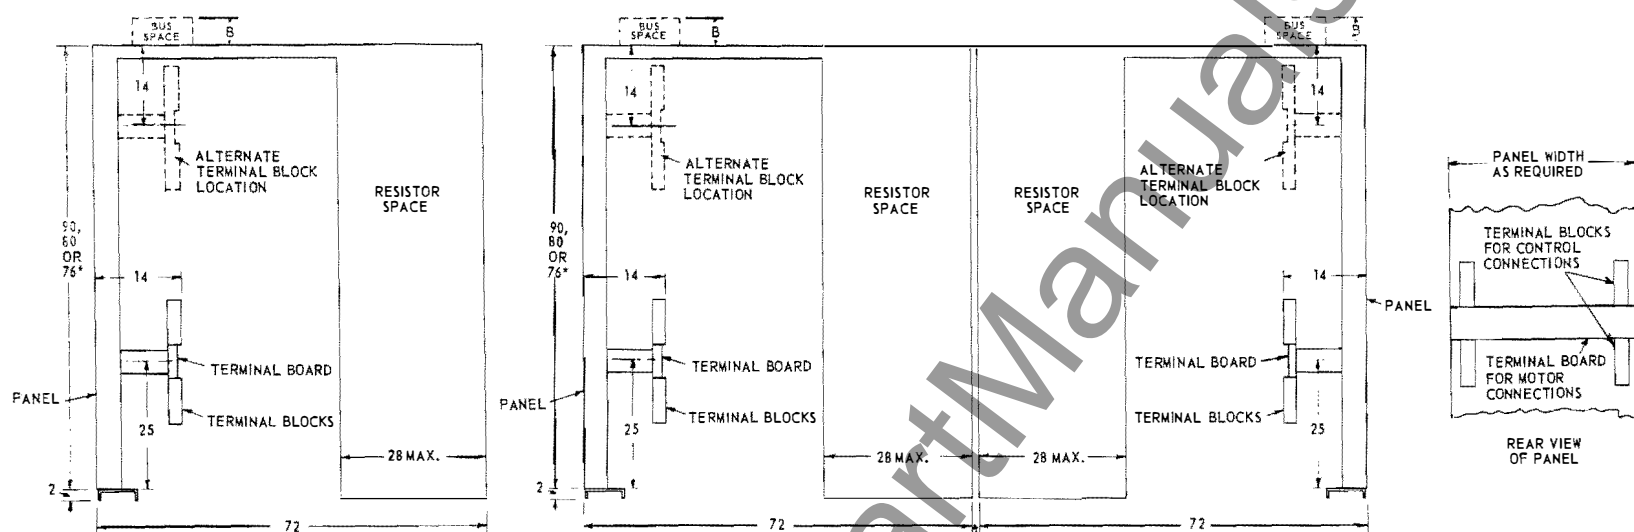 BUS
SPACE
B
14
ALTERNATE
TERMINAL BLOCK
LOCATION
RESISTOR
SPACE
90,
80
OR
76*
14
TERMINAL BOARD
PANEL
TERMINAL BLOCKS
25
28 MAX.
2
72
BUS
SPACE
B
14
ALTERNATE
TERMINAL BLOCK
LOCATION
RESISTOR
SPACE
90,
80
OR
76*
14
TERMINAL BOARD
PANEL
TERMINAL BLOCKS
25
28 MAX.
2
72
BUS
SPACE
B
14
ALTERNATE
TERMINAL BLOCK
LOCATION
RESISTOR
SPACE
14
PANEL
TERMINAL BOARD
TERMINAL BLOCKS
25
28 MAX.
72
PANEL WIDTH
AS REQUIRED
TERMINAL BLOCKS
FOR CONTROL
CONNECTIONS
TERMINAL BOARD
FOR MOTOR
CONNECTIONS
REAR VIEW
OF PANEL
artManuals